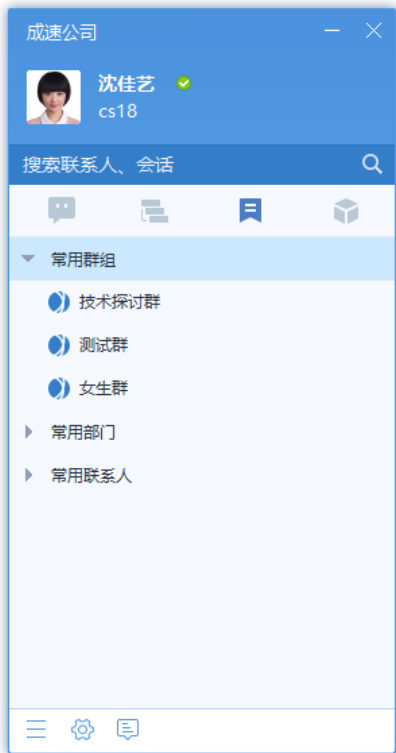 成速公司
沈佳艺
cs18
搜索联系人、会话
常用群组
技术探讨群
测试群
女生群
常用部门
常用联系人